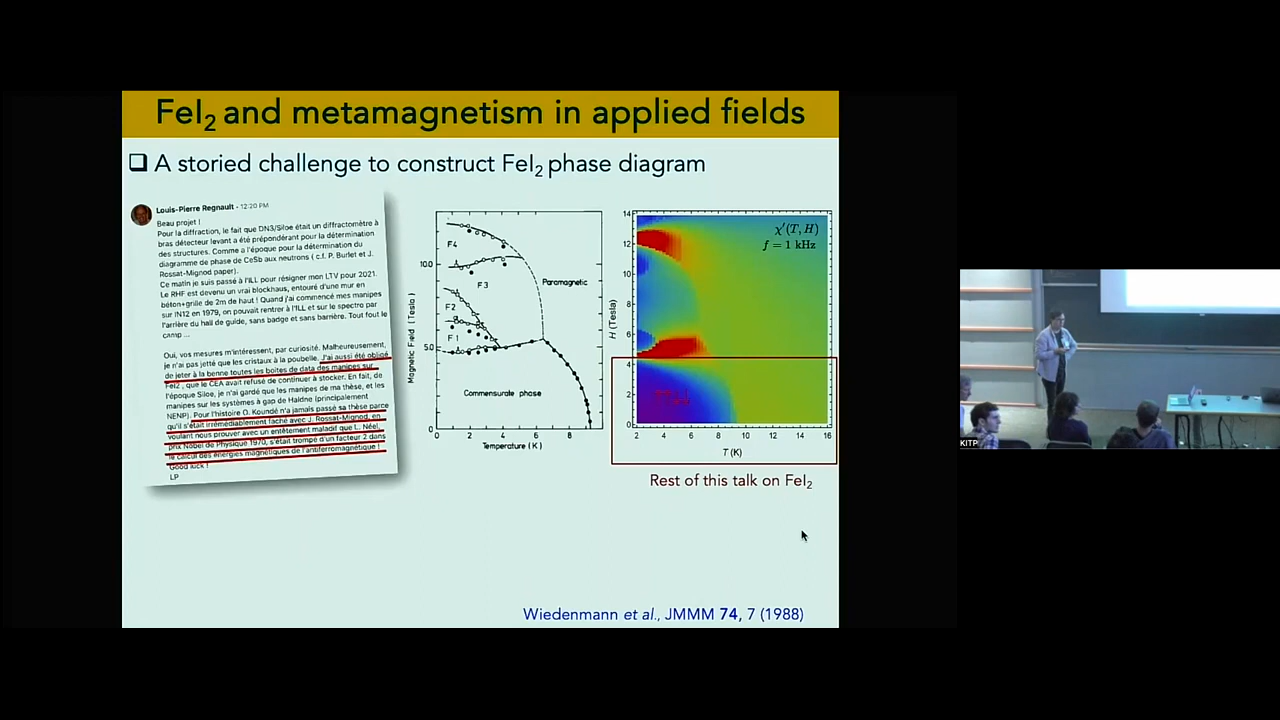 FeI2 and metamagnetism in applied fields
❑ A storied challenge to construct FeI2 phase diagram
Louis-Pierre Regnault • 12:20 PM
Beau projet !
Pour la diffraction, le fait que DN3/Siloe était un diffractomètre à
bras détecteur levant a été prépondérant pour la détermination
des structures. Comme a l'époque pour la détermination du
diagramme de phase de CeSb aux neutrons ( c.f. P. Burlet et J.
Rossat-Mignod paper).
Ce matin je suis passé à l'ILL pour résigner mon LTV pour 2021.
Le RHF est devenu un vrai blockhaus, entouré d'une mur en
béton+grille de 2m de haut ! Quand j'ai commencé mes manipes
sur IN12 en 1979, on pouvait rentrer à l'ILL et sur le spectro par
l'arrière du hall de guide, sans badge et sans barrière. Tout fout le
camp ...
Oui, vos mesures m'intéressent, par curiosité. Malheureusement,
je n'ai pas jetté que les cristaux à la poubelle. J'ai aussi été obligé
de jeter à la benne toutes les boites de data des manipes sur
FeI2 , que le CEA avait refusé de continuer à stocker. En fait, de
l'époque Siloe, je n'ai gardé que les manipes de ma thèse, et les
manipes sur les systèmes à gap de Haldne (principalement
NENP). Pour l'histoire O. Koundé n'a jamais passé sa thèse parce
qu'il s'était irrémédiablement faché avec J. Rossat-Mignod, en
voulant nous prouver avec un entêtement maladif que L. Néel,
prix Nobel de Physique 1970, s'était trompé d'un facteur 2 dans
le calcul des énergies magnétiques de l'antiferromagnétique !
Good luck !
LP
Magnetic Field ( Tesla )
10.0
5.0
0
F4
F3
F2
F1
Paramagnetic
Commensurate phase
0 2 4 6 8
Temperature ( K )
H (Tesla)
14
12
10
8
6
4
2
0
χ′(T, H)
f = 1 kHz
2 4 6 8 10 12 14 16
T (K)
Rest of this talk on FeI2
Wiedenmann et al., JMMM 74, 7 (1988)
KITP